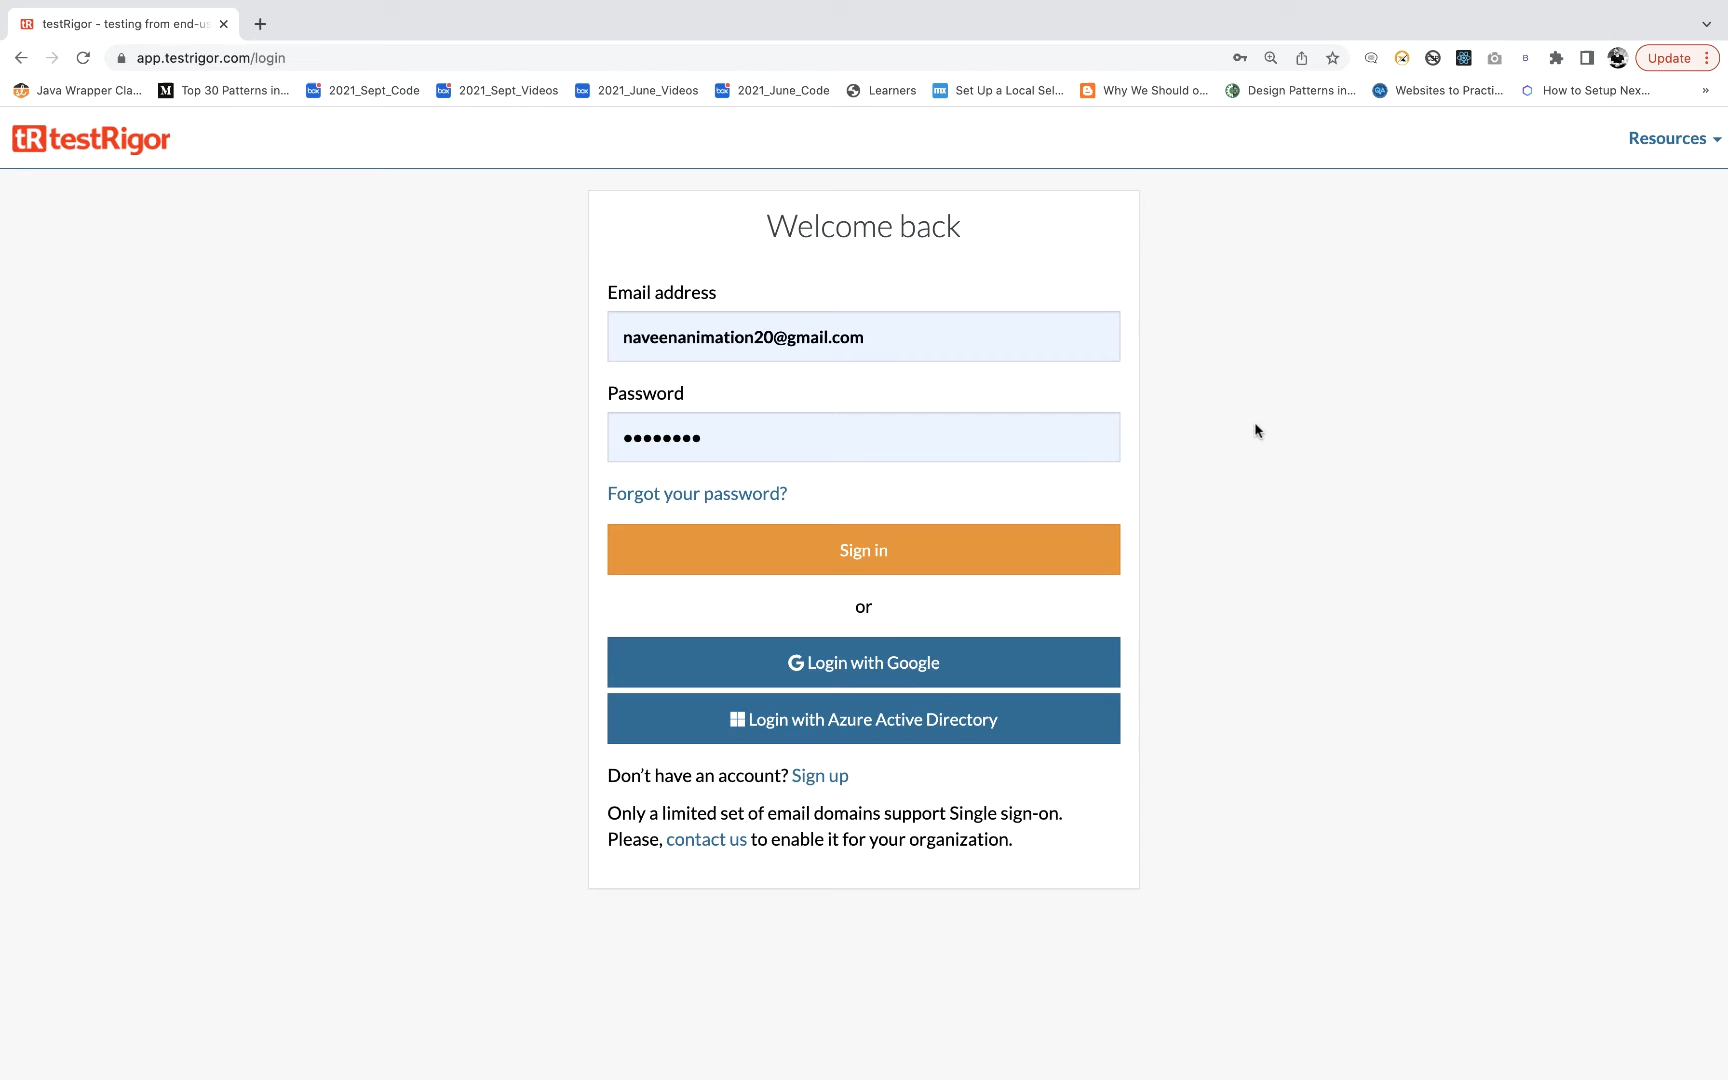 testRigor - testing from end-us
app.testrigor.com/login
Update
Java Wrapper Cla...
Top 30 Patterns in...
2021_Sept_Code
2021_Sept_Videos
2021_June_Videos
2021_June_Code
Learners
Set Up a Local Sel...
Why We Should o...
Design Patterns in...
Websites to Practi...
How to Setup Nex...
»
tR testRigor
Resources
Welcome back
Email address
naveenanimation20@gmail.com
Password
••••••••
Forgot your password?
Sign in
or
G Login with Google
Login with Azure Active Directory
Don’t have an account? Sign up
Only a limited set of email domains support Single sign-on.
Please, contact us to enable it for your organization.